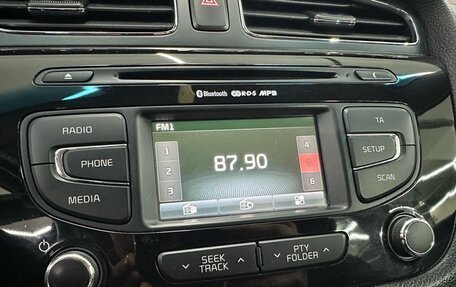 Bluetooth R·D·S MP3
RADIO
PHONE
MEDIA
FM1
1
2
3
87.90
4
5
6
TA
SETUP
SCAN
SEEK
TRACK
PTY
FOLDER